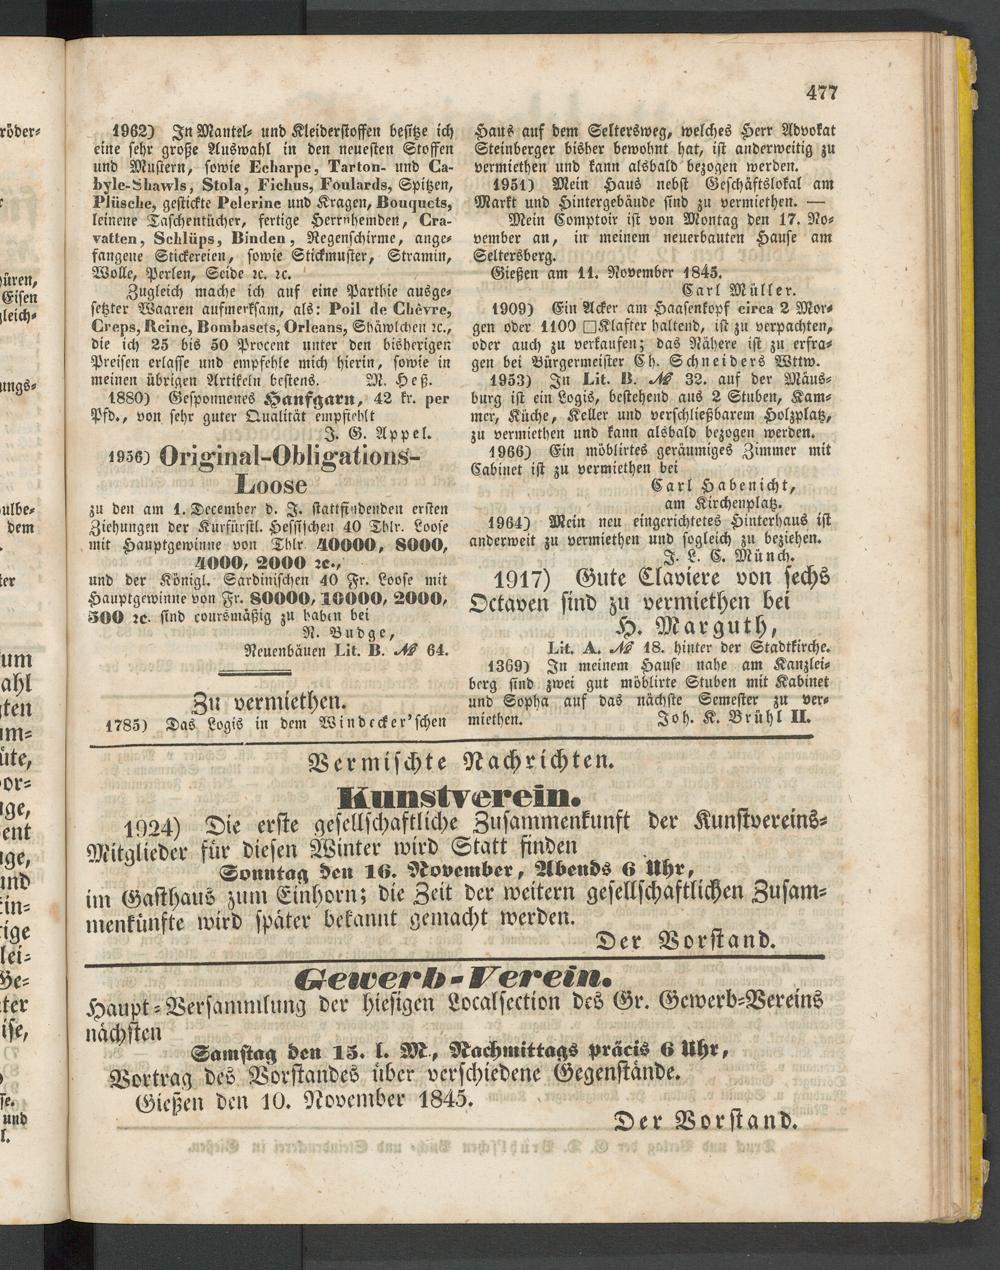 477
1962) In Mantel- und Kleiderstoffen besitze ich
eine sehr große Auswahl in den neuesten Stoffen
und Mustern, sowie Echarpe, Tarton- und Ca-
byle-Shawls, Stola, Fichus, Foulards, Spitzen,
Plüsche, gestickte Pelerine und Kragen, Bouquets,
leinene Taschentücher, fertige Herrnhemden, Cra-
vatten, Schlüps, Binden, Regenschirme, ange-
fangene Stickereien, sowie Stickmuster, Stramin,
Wolle, Perlen, Seide ꝛc. ꝛc.
Zugleich mache ich auf eine Parthie ausge-
setzter Waaren aufmerksam, als: Poil de Chèvre,
Creps, Reine, Bombasets, Orleans, Shäwlchen ꝛc.,
die ich 25 bis 50 Procent unter den bisherigen
Preisen erlasse und empfehle mich hierin, sowie in
meinen übrigen Artikeln bestens. M. Heß.
1880) Gesponnenes Hanfgarn, 42 kr. per
Pfd., von sehr guter Qualität empfiehlt
J. G. Appel.
1956) Original-Obligations-
Loose
zu den am 1. December d. J. stattfindenden ersten
Ziehungen der Kurfürstl. Hessischen 40 Thlr. Loose
mit Hauptgewinne von Thlr 40000, 8000,
4000, 2000 ꝛc.,
und der Königl. Sardinischen 40 Fr. Loose mit
Hauptgewinne von Fr. 80000, 10000, 2000,
500 ꝛc. sind coursmäßig zu haben bei
N. Budge,
Neuenbäuen Lit. B. № 64.
Zu vermiethen.
1785) Das Logis in dem Windecker'schen
Haus auf dem Seltersweg, welches Herr Advokat
Steinberger bisher bewohnt hat, ist anderweitig zu
vermiethen und kann alsbald bezogen werden.
1951) Mein Haus nebst Geschäftslokal am
Markt und Hintergebäude sind zu vermiethen. —
Mein Comptoir ist von Montag den 17. No-
vember an, in meinem neuerbauten Hause am
Seltersberg.
Gießen am 11. November 1845.
Carl Müller.
1909) Ein Acker am Haasenkopf circa 2 Mor-
gen oder 1100 □Klafter haltend, ist zu verpachten,
oder auch zu verkaufen; das Nähere ist zu erfra-
gen bei Bürgermeister Ch. Schneiders Wttw.
1953) In Lit. B. № 32. auf der Mäus-
burg ist ein Logis, bestehend aus 2 Stuben, Kam-
mer, Küche, Keller und verschließbarem Holzplatz,
zu vermiethen und kann alsbald bezogen werden.
1966) Ein möblirtes geräumiges Zimmer mit
Cabinet ist zu vermiethen bei
Carl Habenicht,
am Kirchenplatz.
1964) Mein neu eingerichtetes Hinterhaus ist
anderweit zu vermiethen und sogleich zu beziehen.
J. L. C. Münch.
1917) Gute Claviere von sechs
Octaven sind zu vermiethen bei
H. Marguth,
Lit. A. № 18. hinter der Stadtkirche.
1369) In meinem Hause nahe am Kanzlei-
berg sind zwei gut möblirte Stuben mit Kabinet
und Sopha auf das nächste Semester zu ver-
miethen. Joh. K. Brühl II.
Vermischte Nachrichten.
Kunstverein.
1924) Die erste gesellschaftliche Zusammenkunft der Kunstvereins-
Mitglieder für diesen Winter wird Statt finden
Sonntag den 16. November, Abends 6 Uhr,
im Gasthaus zum Einhorn; die Zeit der weitern gesellschaftlichen Zusam-
menkünfte wird später bekannt gemacht werden.
Der Vorstand.
Gewerb-Verein.
Haupt-Versammlung der hiesigen Localsection des Gr. Gewerb-Vereins
nächsten
Samstag den 15. l. M., Nachmittags präcis 6 Uhr,
Vortrag des Vorstandes über verschiedene Gegenstände.
Gießen den 10. November 1845.
Der Vorstand.